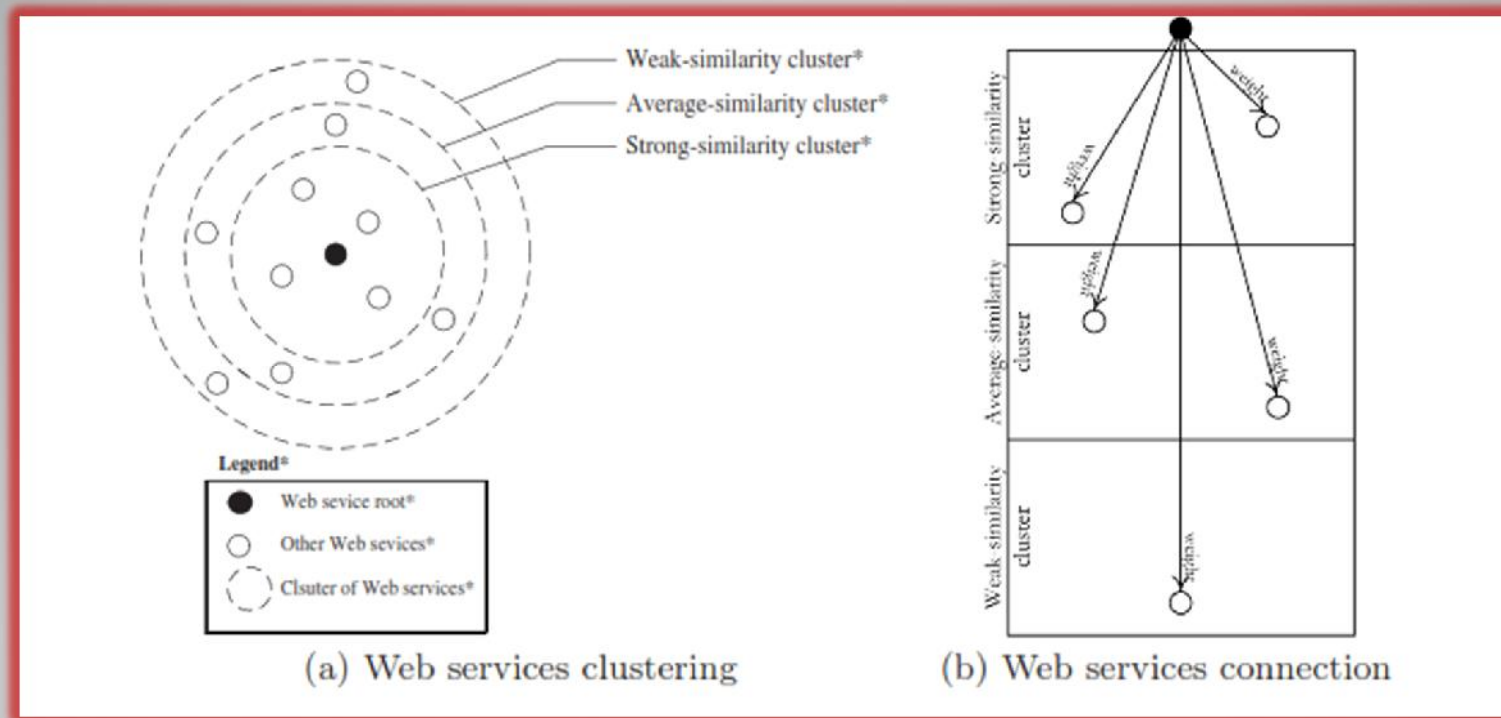 Weak-similarity cluster*
Average-similarity cluster*
Strong-similarity cluster*
Legend*
Web sevice root*
Other Web sevices*
Clsuter of Web services*
(a) Web services clustering
Strong similarity
cluster
Average similarity
cluster
Weak similarity
cluster
weight
weight
weight
weight
weight
(b) Web services connection